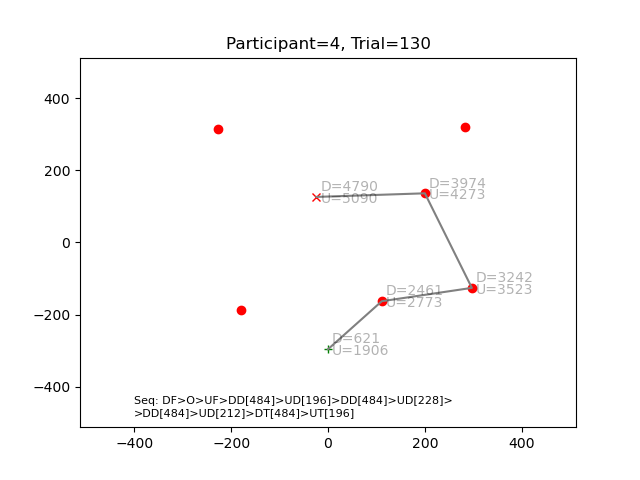 Participant=4, Trial=130
400
200
0
−200
−400
D=4790
U=5090
D=3974
U=4273
D=3242
U=3523
D=2461
U=2773
D=621
U=1906
Seq: DF>O>UF>DD[484]>UD[196]>DD[484]>UD[228]>
>DD[484]>UD[212]>DT[484]>UT[196]
−400
−200
0
200
400